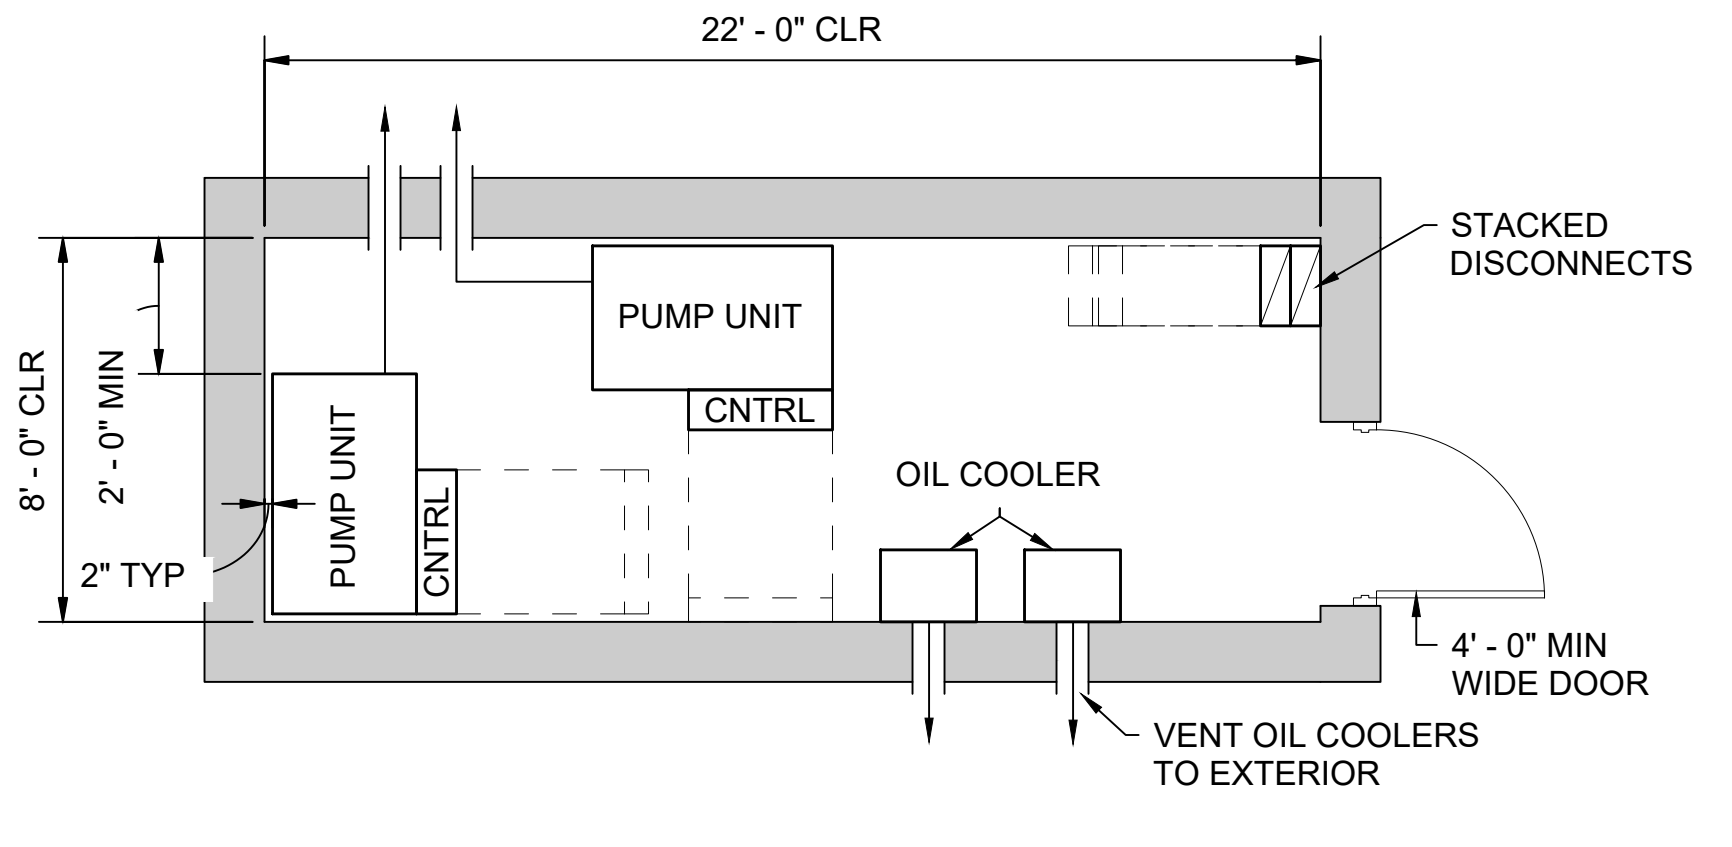 22' - 0" CLR
STACKED
DISCONNECTS
PUMP UNIT
CNTRL
8' - 0" CLR
2' - 0" MIN
PUMP UNIT
CNTRL
OIL COOLER
2" TYP
4' - 0" MIN
WIDE DOOR
VENT OIL COOLERS
TO EXTERIOR